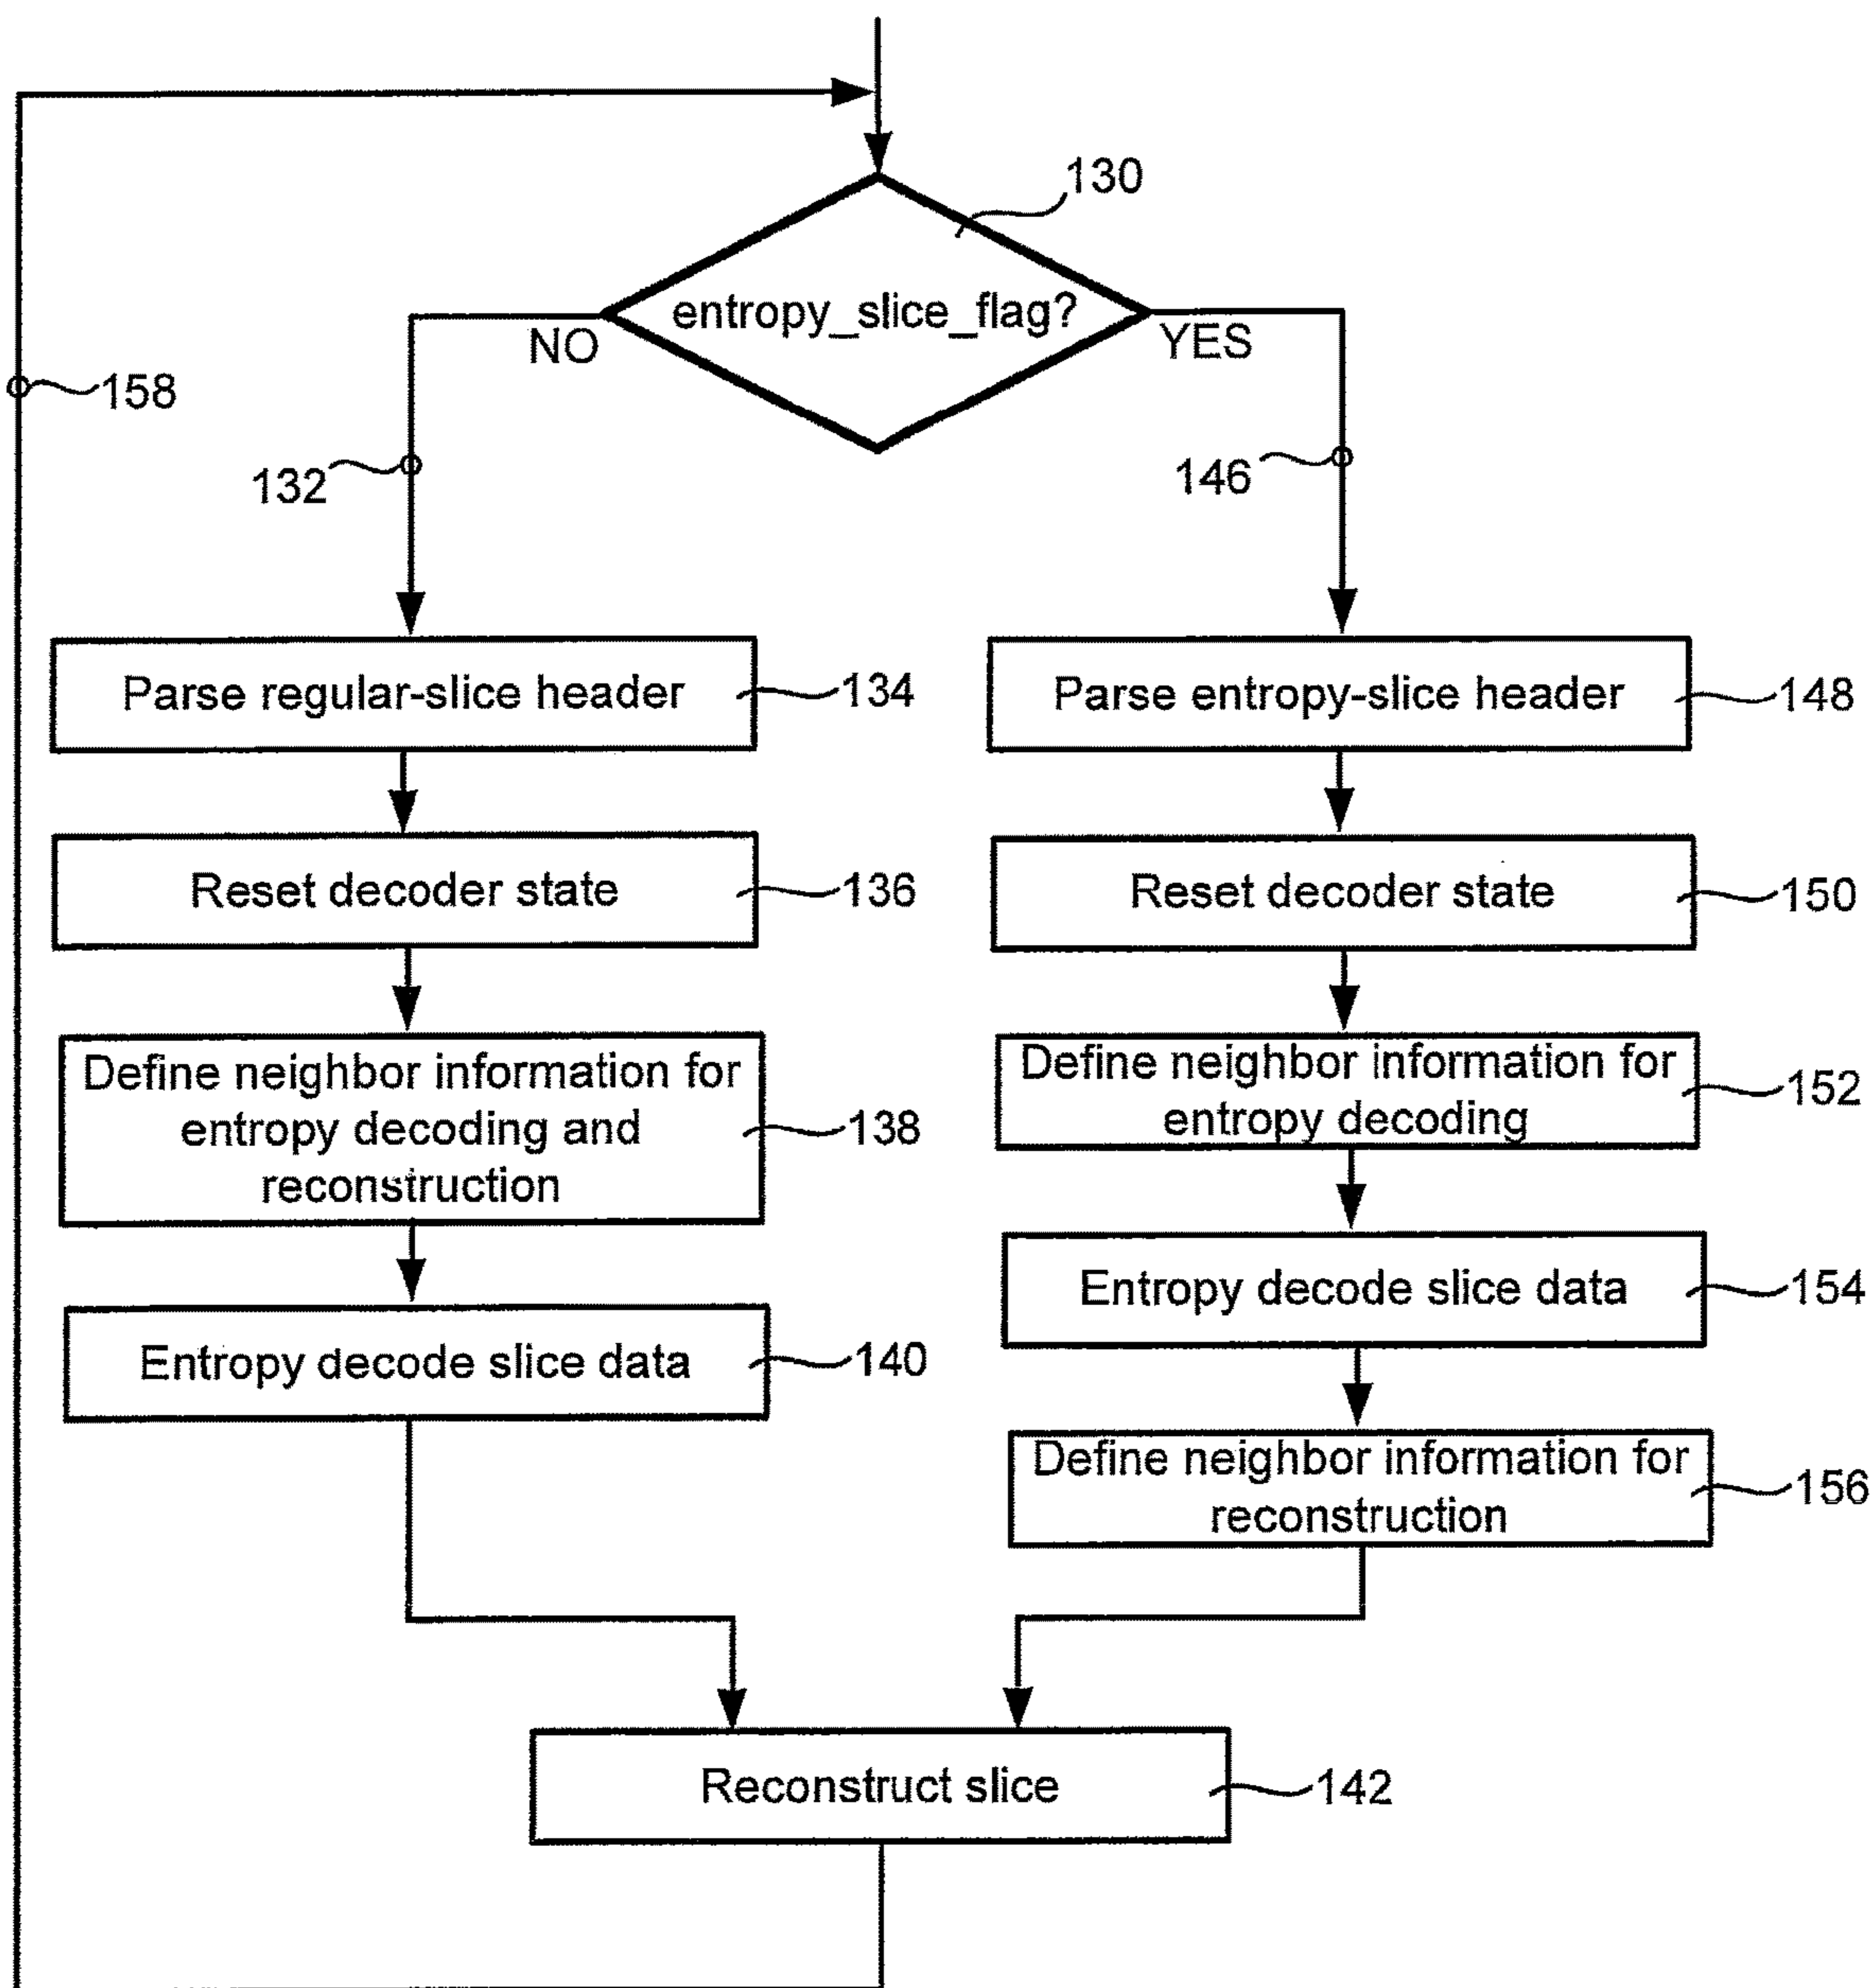 130
entropy_slice_flag?
NO
YES
158
132
146
Parse regular-slice header
134
Parse entropy-slice header
148
Reset decoder state
136
Reset decoder state
150
Define neighbor information for
entropy decoding and
reconstruction
138
Define neighbor information for
entropy decoding
152
Entropy decode slice data
154
Entropy decode slice data
140
Define neighbor information for
reconstruction
156
Reconstruct slice
142